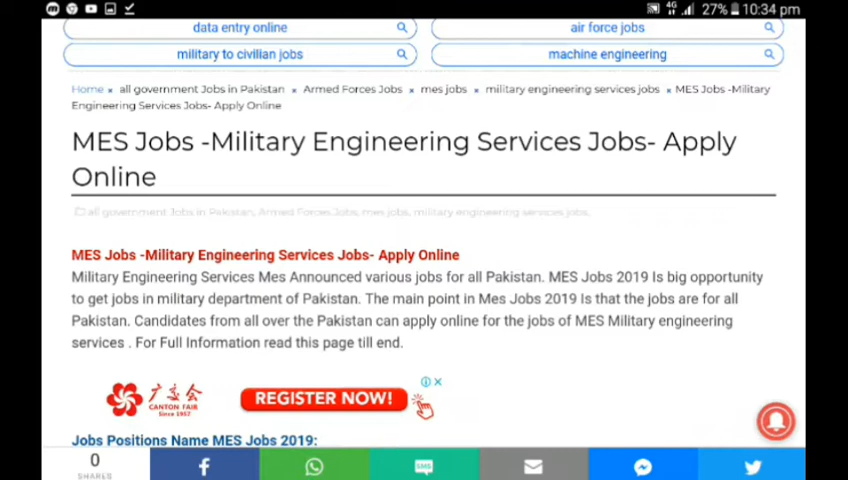 4G 27% 10:34 pm
data entry online
air force jobs
military to civilian jobs
machine engineering
Home × all government Jobs in Pakistan × Armed Forces Jobs × mes jobs × military engineering services jobs × MES Jobs -Military
Engineering Services Jobs- Apply Online
MES Jobs -Military Engineering Services Jobs- Apply
Online
all government Jobs in Pakistan, Armed Forces Jobs, mes jobs, military engineering services jobs,
MES Jobs -Military Engineering Services Jobs- Apply Online
Military Engineering Services Mes Announced various jobs for all Pakistan. MES Jobs 2019 Is big opportunity
to get jobs in military department of Pakistan. The main point in Mes Jobs 2019 Is that the jobs are for all
Pakistan. Candidates from all over the Pakistan can apply online for the jobs of MES Military engineering
services . For Full Information read this page till end.
广交会
CANTON FAIR
Since 1957
REGISTER NOW!
Jobs Positions Name MES Jobs 2019:
0
SHARES
SMS